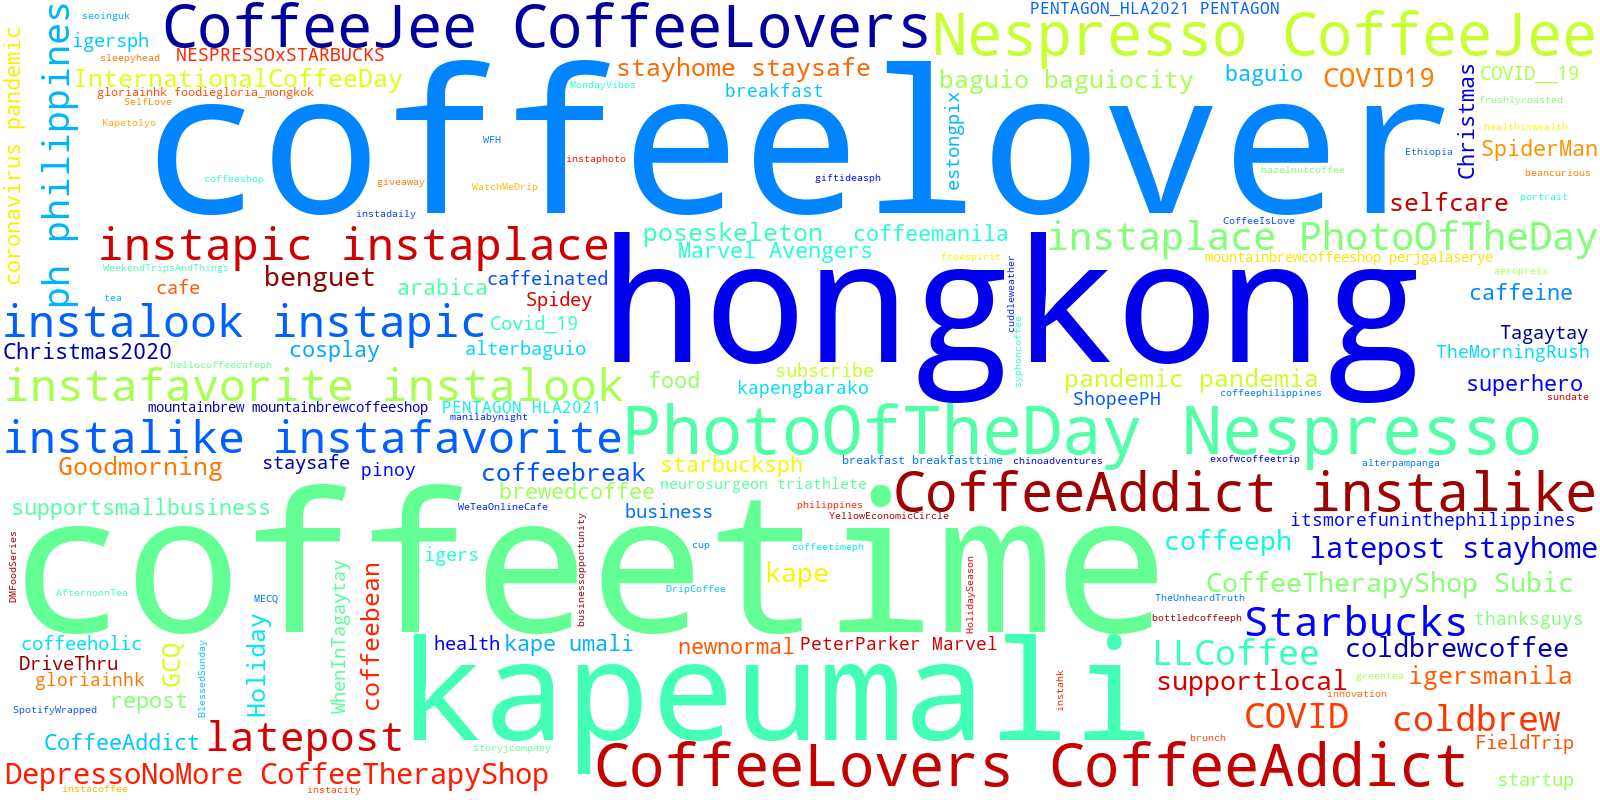 seoinguk
CoffeeJee CoffeeLovers
PENTAGON_HLA2021 PENTAGON
Nespresso CoffeeJee
igersph
sleepyhead
NESPRESSOxSTARBUCKS
coronavirus pandemic
ph philippines
InternationalCoffeeDay
gloriainhk foodiegloria_mongkok
SelfLove
Kapetolyo
stayhome staysafe
MondayVibes
breakfast
baguio baguiocity
baguio
COVID19
Christmas
COVID__19
freshlyroasted
healthiswealth
SpiderMan
beancurious
coffeelover
WFH
instaphoto
estongpix
Ethiopia
coffeeshop
giveaway
WatchMeDrip
giftideasph
hazelnutcoffee
portrait
selfcare
instadaily
CoffeeIsLove
instapic instaplace
poseskeleton
coffeemanila
Marvel Avengers
instaplace PhotoOfTheDay
mountainbrewcoffeeshop perjgalaserye
freespirit
WeekendTripsAndThings
benguet
caffeinated
aeropress
cafe
arabica
Spidey
tea
caffeine
hongkong
cuddleweather
syphoncoffee
instalook instapic
Covid_19
Tagaytay
Christmas2020
cosplay
alterbaguio
TheMorningRush
hellocoffeecafeph
instafavorite instalook
food
subscribe
kapengbarako
pandemic pandemia
coffeephilippines
ShopeePH
superhero
sundate
mountainbrew mountainbrewcoffeeshop
PENTAGON_HLA2021
manilabynight
PhotoOfTheDay Nespresso
instalike instafavorite
Goodmorning
staysafe
pinoy
coffeebreak
starbucksph
breakfast breakfasttime
chinoadventures
exofwcoffeetrip
alterpampanga
brewedcoffee
neurosurgeon triathlete
CoffeeAddict instalike
supportsmallbusiness
WeTeaOnlineCafe
business
philippines
YellowEconomicCircle
itsmorefuninthephilippines
DMFoodSeries
coffeetime
businessopportunity
igers
cup
coffeetimeph
coffeeph
latepost stayhome
kape
HolidaySeason
WhenInTagaytay
coffeebean
AfternoonTea
MECQ
DripCoffee
CoffeeTherapyShop Subic
TheUnheardTruth
bottledcoffeeph
Starbucks
thanksguys
coffeeholic
BlessedSunday
Holiday
GCQ
health
kape umali
newnormal
PeterParker Marvel
LLCoffee
coldbrewcoffee
DriveThru
gloriainhk
kapeumali
instahk
supportlocal
greentea
igersmanila
innovation
repost
SpotifyWrapped
COVID
coldbrew
CoffeeAddict
latepost
storyjcompany
brunch
FieldTrip
DepressoNoMore CoffeeTherapyShop
CoffeeLovers CoffeeAddict
startup
instacoffee
instacity